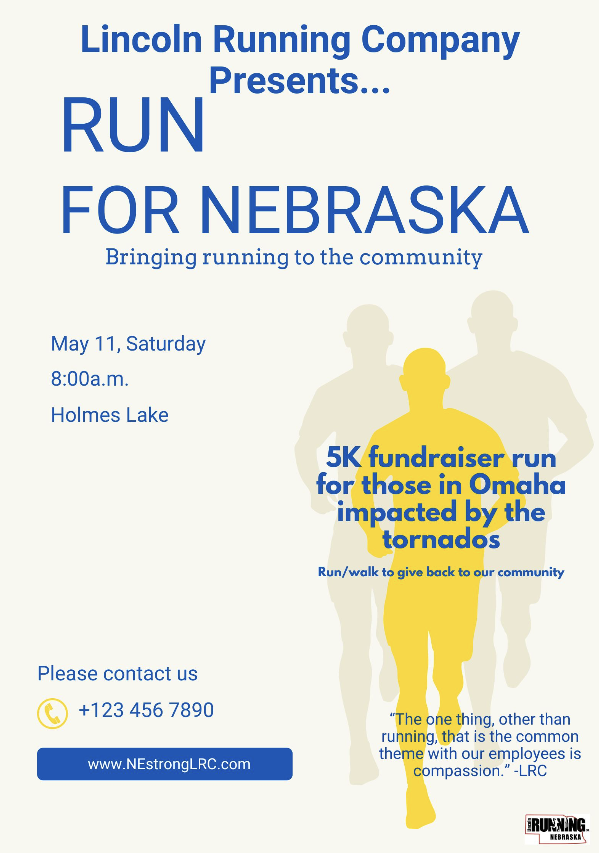 Lincoln Running Company
Presents...
RUN
FOR NEBRASKA
Bringing running to the community
May 11, Saturday
8:00a.m.
Holmes Lake
5K fundraiser run
for those in Omaha
impacted by the
tornados
Run/walk to give back to our community
Please contact us
+123 456 7890
www.NEstrongLRC.com
“The one thing, other than
running, that is the common
theme with our employees is
compassion.” -LRC
RUNNING
NEBRASKA